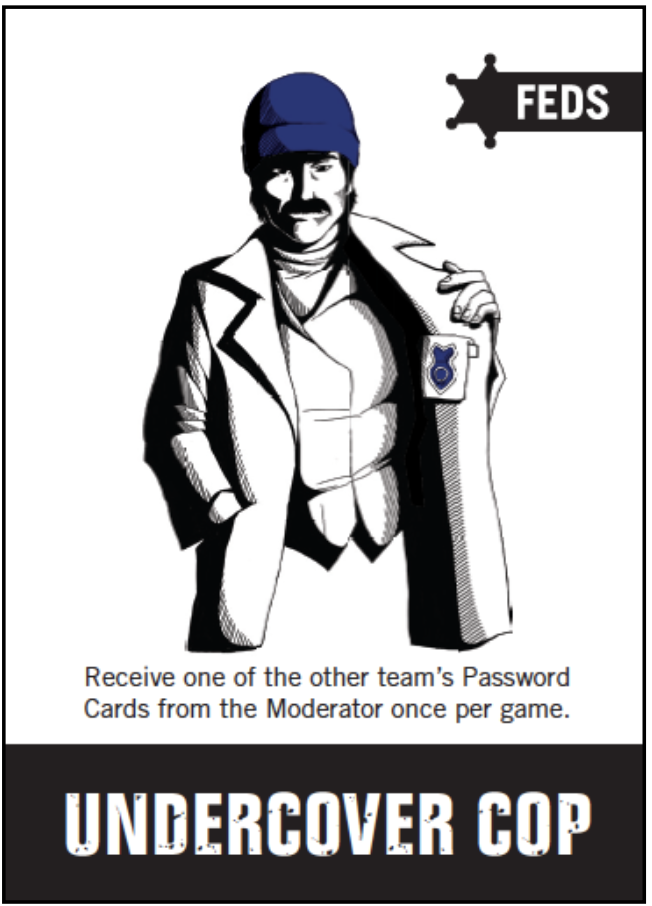 FEDS
Receive one of the other team's Password
Cards from the Moderator once per game.
UNDERCOVER COP